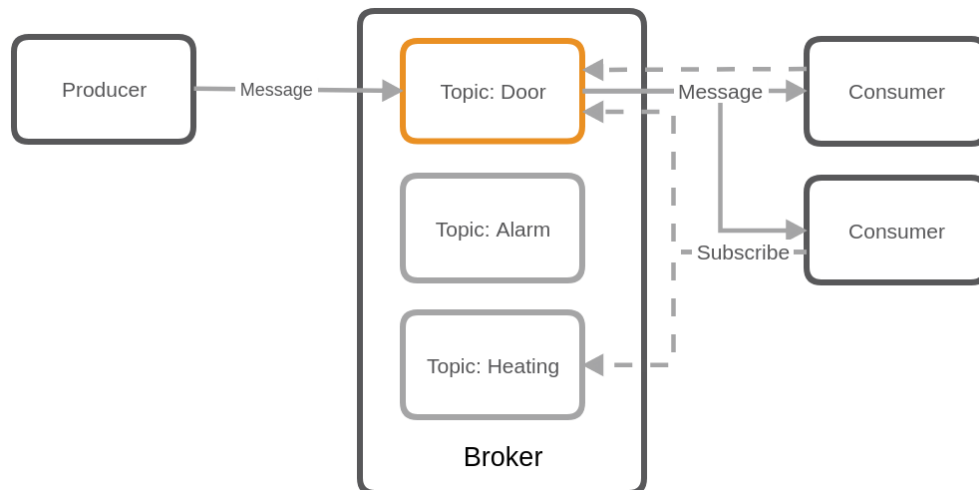 Producer
Message
Topic: Door
Message
Consumer
Topic: Alarm
Consumer
Subscribe
Topic: Heating
Broker